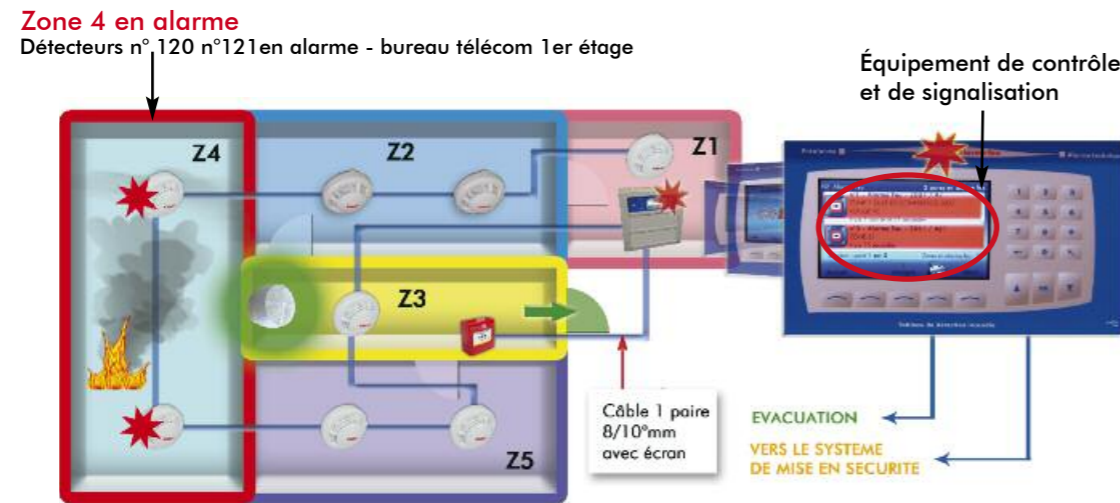 Zone 4 en alarme
Détecteurs n° 120 n°121en alarme - bureau télécom 1er étage
Équipement de contrôle
et de signalisation
Z4
Z2
Z1
Z3
Z5
Câble 1 paire
8/10°mm
avec écran
EVACUATION
VERS LE SYSTEME
DE MISE EN SECURITE